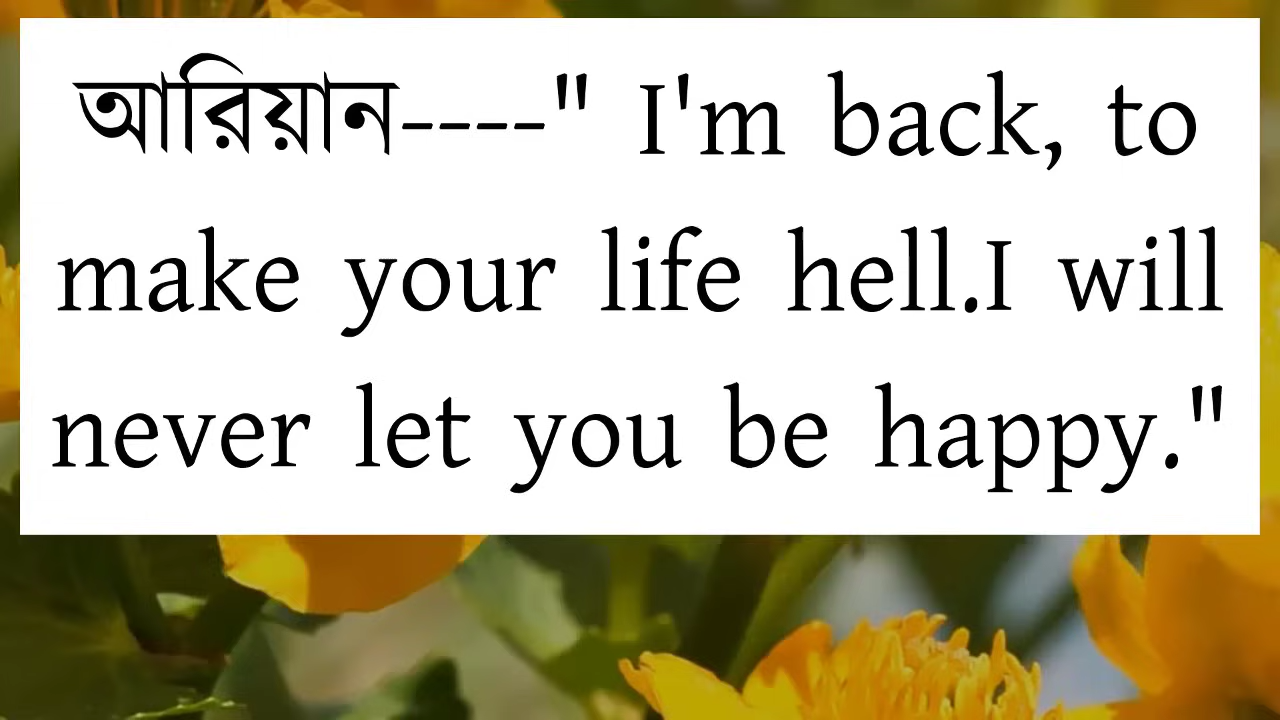 আরিয়ান----" I'm back, to
make your life hell.I will
never let you be happy."